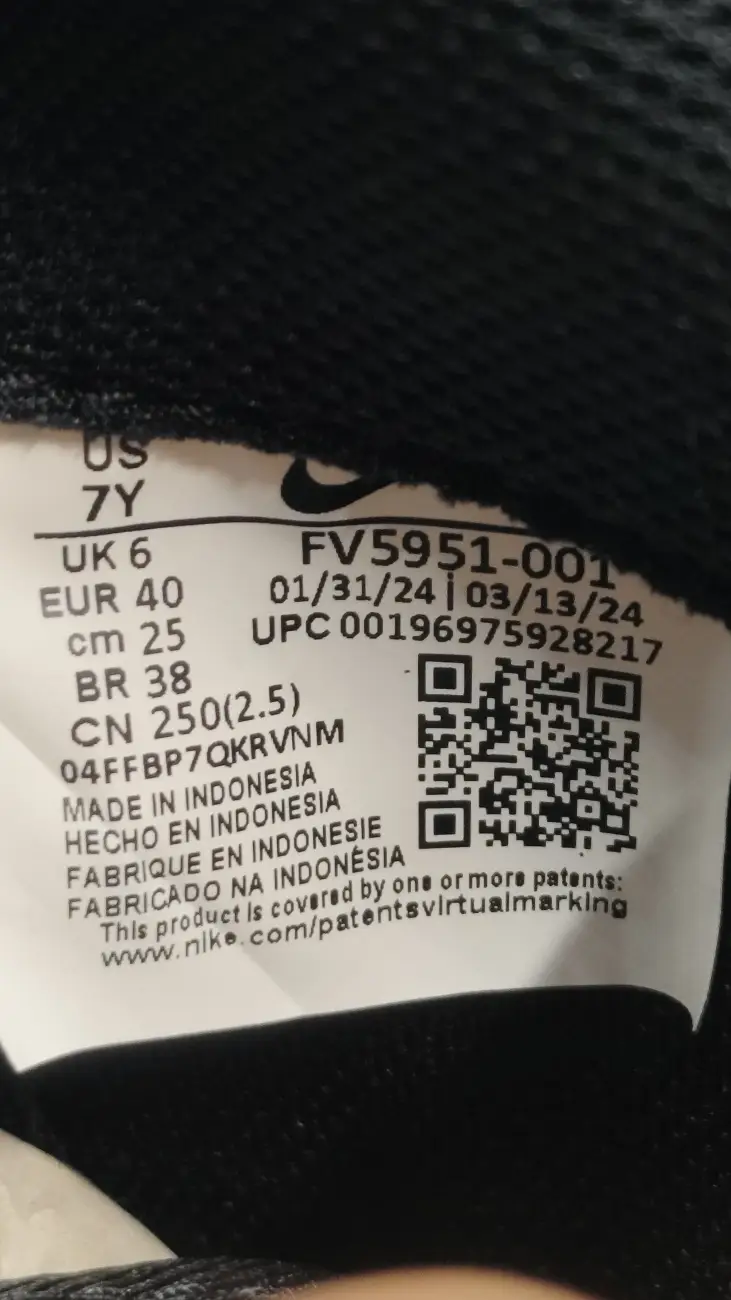 US
7Y
UK 6
EUR 40
cm 25
BR 38
CN 250(2.5)
FV5951-001
01/31/24 | 03/13/24
UPC 00196975928217
04FFBP7QKRVNM
MADE IN INDONESIA
HECHO EN INDONESIA
FABRIQUE EN INDONESIE
FABRICADO NA INDONÉSIA
This product is covered by one or more patents:
www.nike.com/patentsvirtualmarking